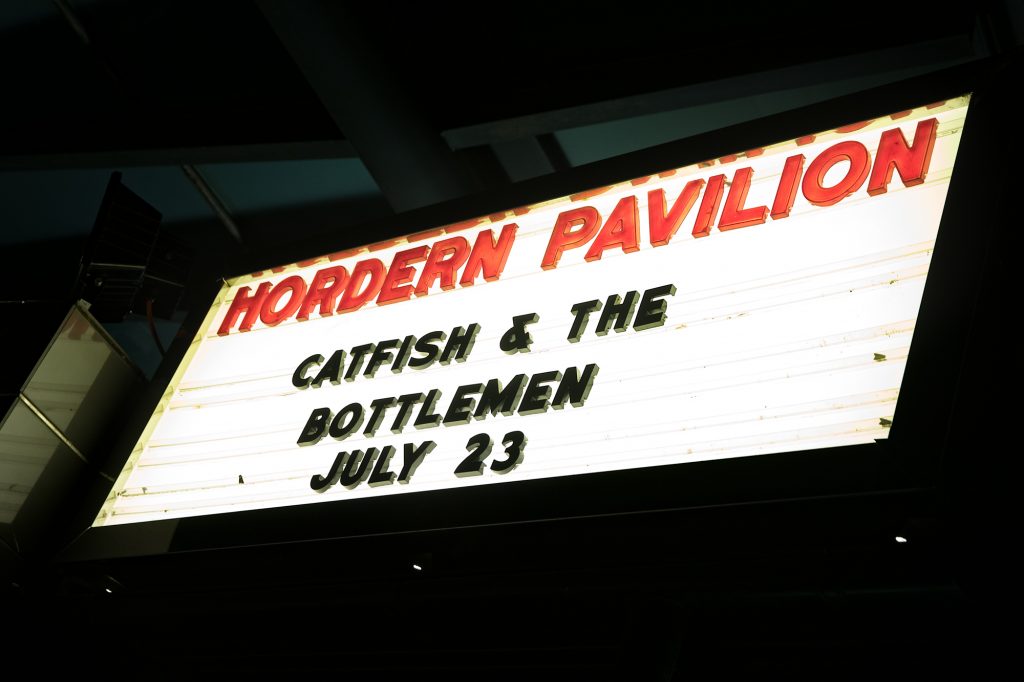 HORDERN PAVILION
CATFISH & THE
BOTTLEMEN
JULY 23